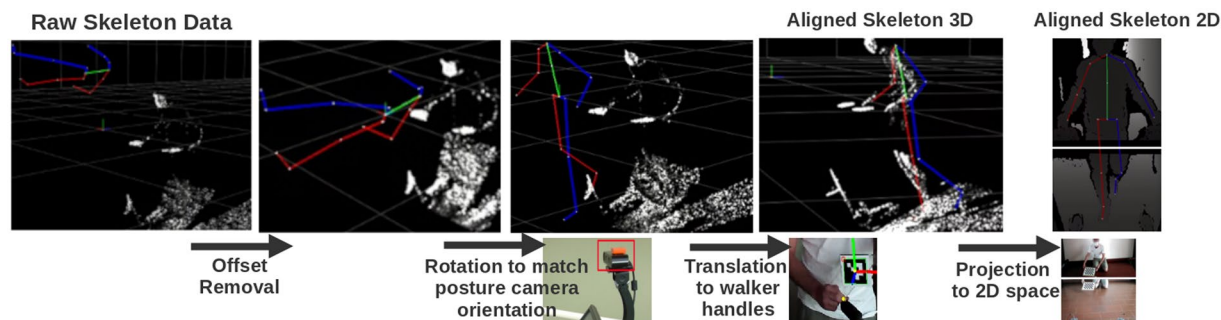 Raw Skeleton Data
Aligned Skeleton 3D
Aligned Skeleton 2D
Offset
Removal
Rotation to match
posture camera
orientation
Translation
to walker
handles
Projection
to 2D space